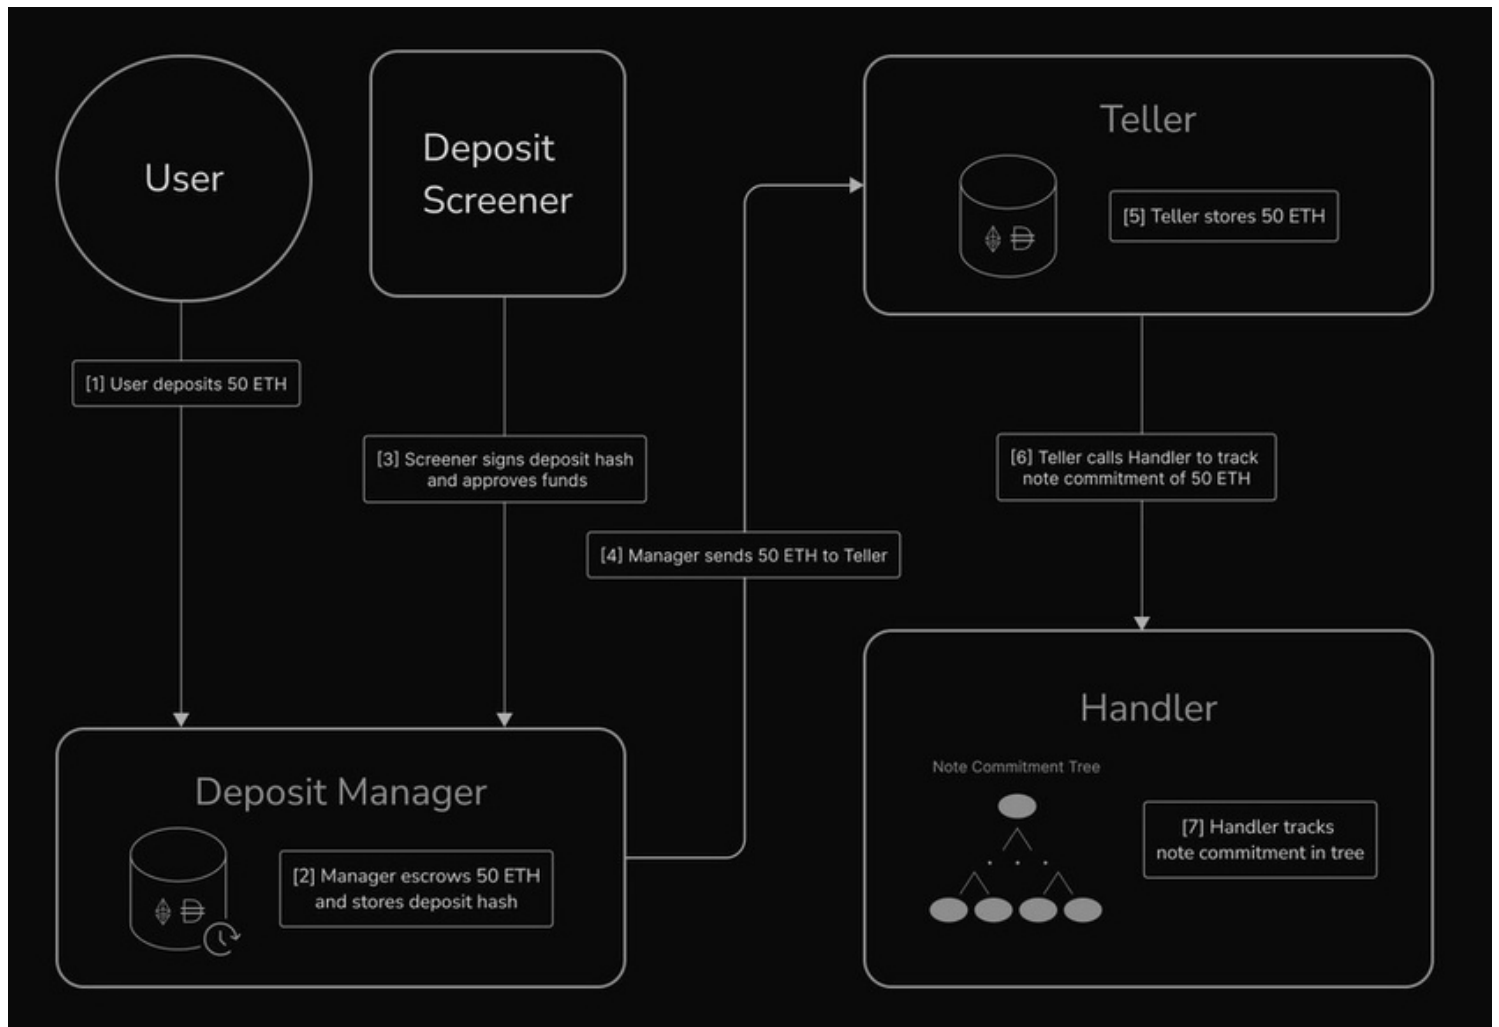 User
Deposit
Screener
Teller
[5] Teller stores 50 ETH
[1] User deposits 50 ETH
[3] Screener signs deposit hash
and approves funds
[4] Manager sends 50 ETH to Teller
[6] Teller calls Handler to track
note commitment of 50 ETH
Deposit Manager
[2] Manager escrows 50 ETH
and stores deposit hash
Handler
Note Commitment Tree
[7] Handler tracks
note commitment in tree